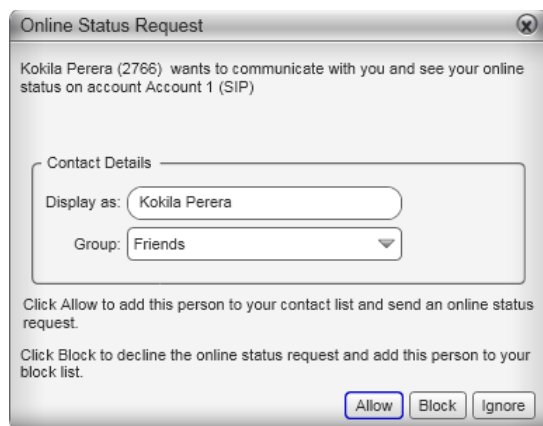 Online Status Request
Kokila Perera (2766)  wants to communicate with you and see your online
status on account Account 1 (SIP)
Contact Details
Display as: Kokila Perera
Group: Friends
Click Allow to add this person to your contact list and send an online status
request.
Click Block to decline the online status request and add this person to your
block list.
Allow Block Ignore